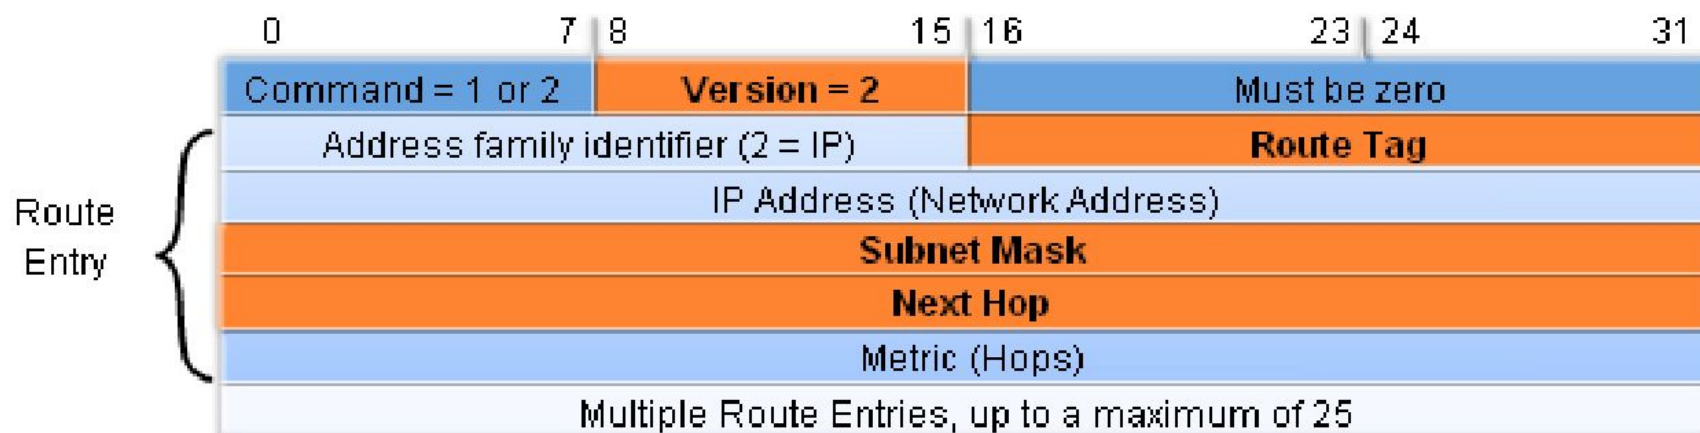 0 7 8 15 16 23 24 31
Command = 1 or 2 Version = 2 Must be zero
Address family identifier (2 = IP) Route Tag
IP Address (Network Address)
Route
Entry
Subnet Mask
Next Hop
Metric (Hops)
Multiple Route Entries, up to a maximum of 25